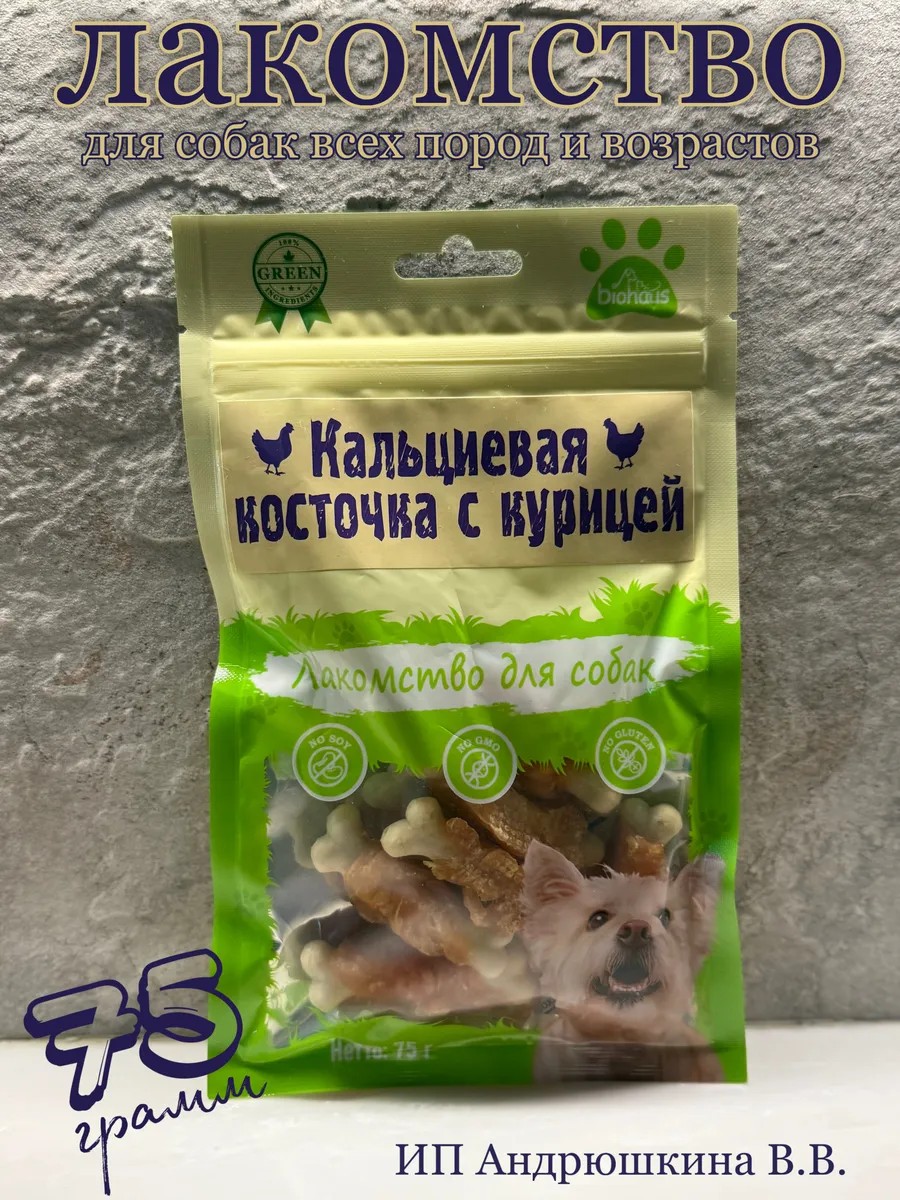 лакомство
для собак всех пород и возрастов
100%
GREEN
INGREDIENTS
biohaus
Кальциевая
косточка с курицей
Лакомство для собак
NO SOY
NO GMO
NO GLUTEN
Нетто: 75 г
75
грамм
ИП Андрюшкина В.В.